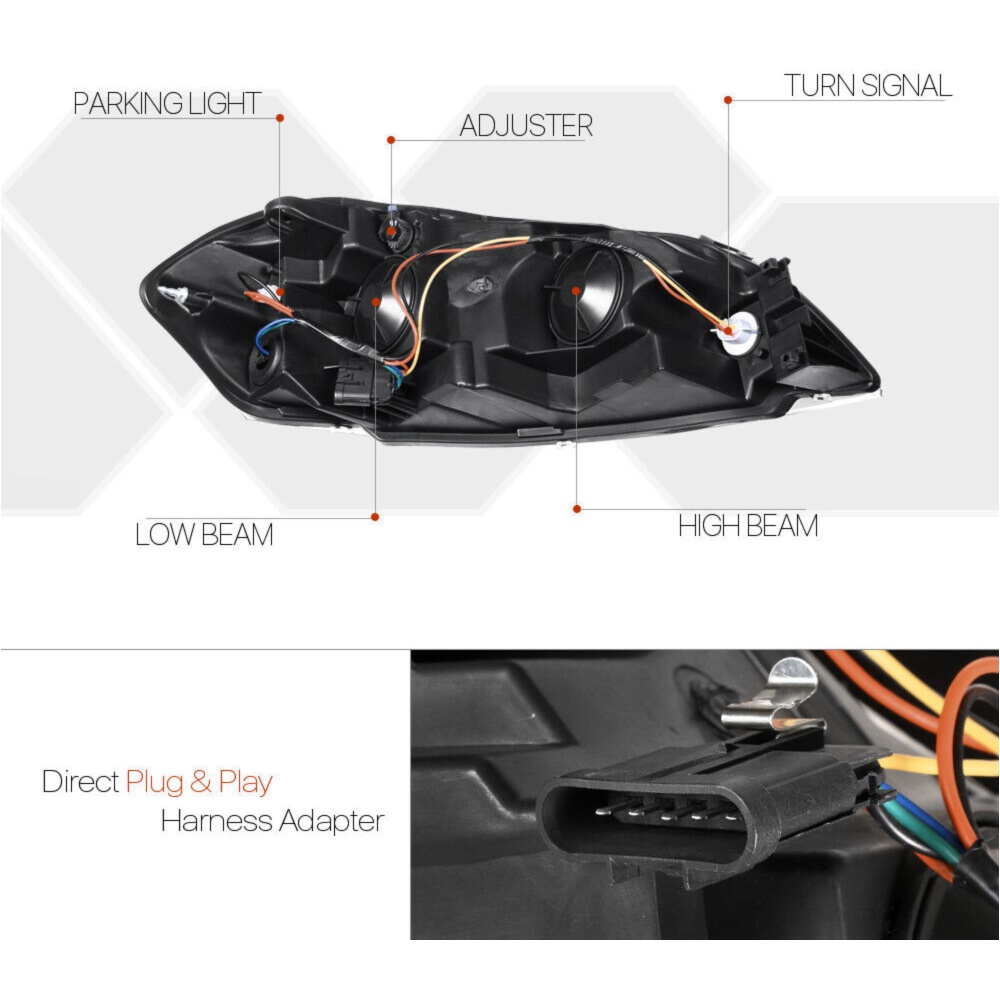 TURN SIGNAL
PARKING LIGHT
ADJUSTER
LOW BEAM
HIGH BEAM
Direct Plug & Play
Harness Adapter